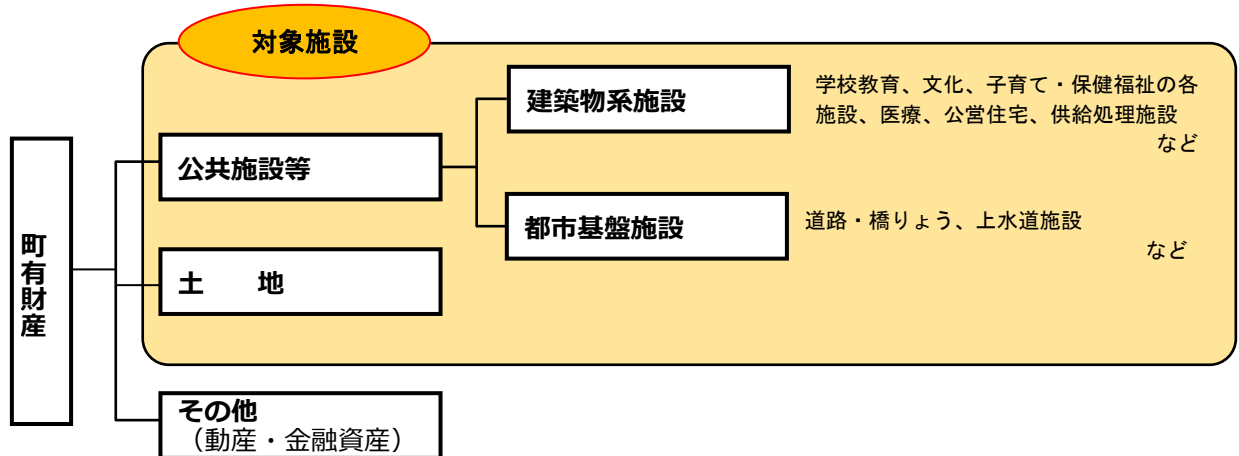 対象施設
町有財産
公共施設等
建築物系施設
学校教育、文化、子育て・保健福祉の各
施設、医療、公営住宅、供給処理施設
など
都市基盤施設
道路・橋りょう、上水道施設
など
土　　地
その他
（動産・金融資産）